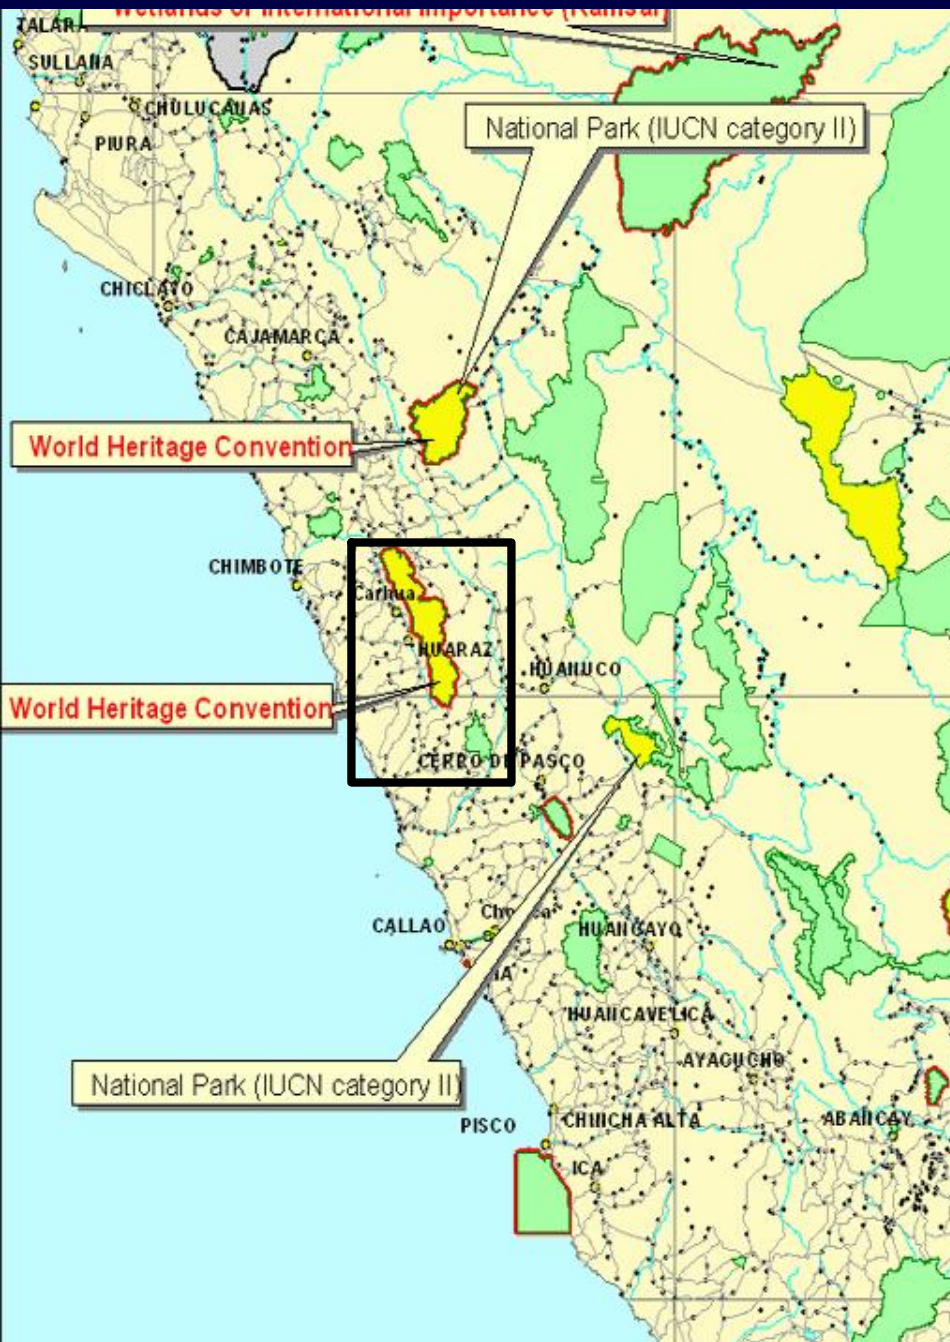 Wetlands of International Importance (Ramsar)
TALARA
SULLANA
CHULUCANAS
National Park (IUCN category II)
PIURA
CHICLAYO
CAJAMARCA
World Heritage Convention
CHIMBOTE
Carhua
HUARAZ
HUANUCO
World Heritage Convention
CERRO DE PASCO
CALLAO
HUANCAYO
HUANCAVELICA
AYACUCHO
National Park (IUCN category II)
PISCO
CHINCHA ALTA
ABANCAY
ICA